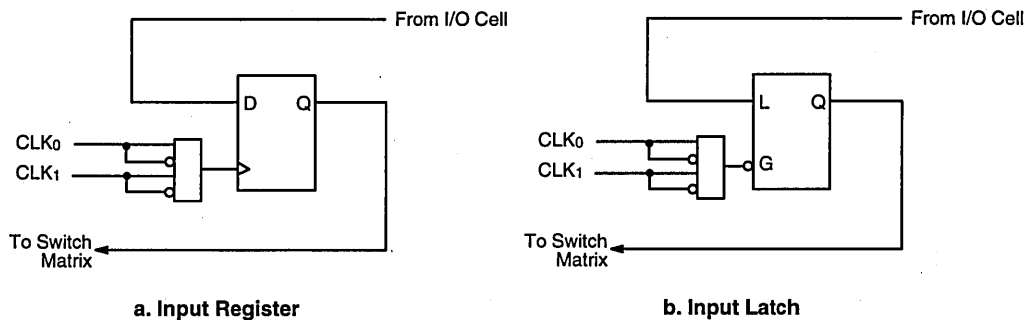 From I/O Cell
D Q
CLK0
CLK1
To Switch
Matrix
a. Input Register
From I/O Cell
L Q
CLK0
G
CLK1
To Switch
Matrix
b. Input Latch